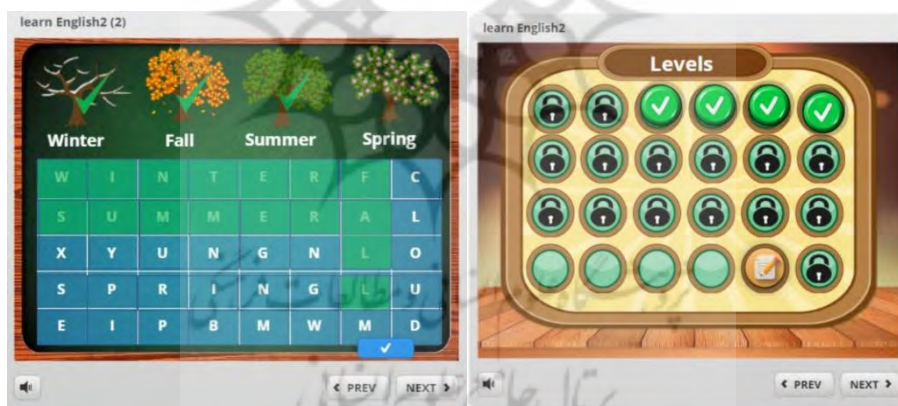 learn English2 (2)
Winter Fall Summer Spring
W I N T E R F C
S U M M E R A L
X Y U N G N L O
S P R I N G L U
E I P B M W M D
PREV NEXT
learn English2
Levels
PREV NEXT